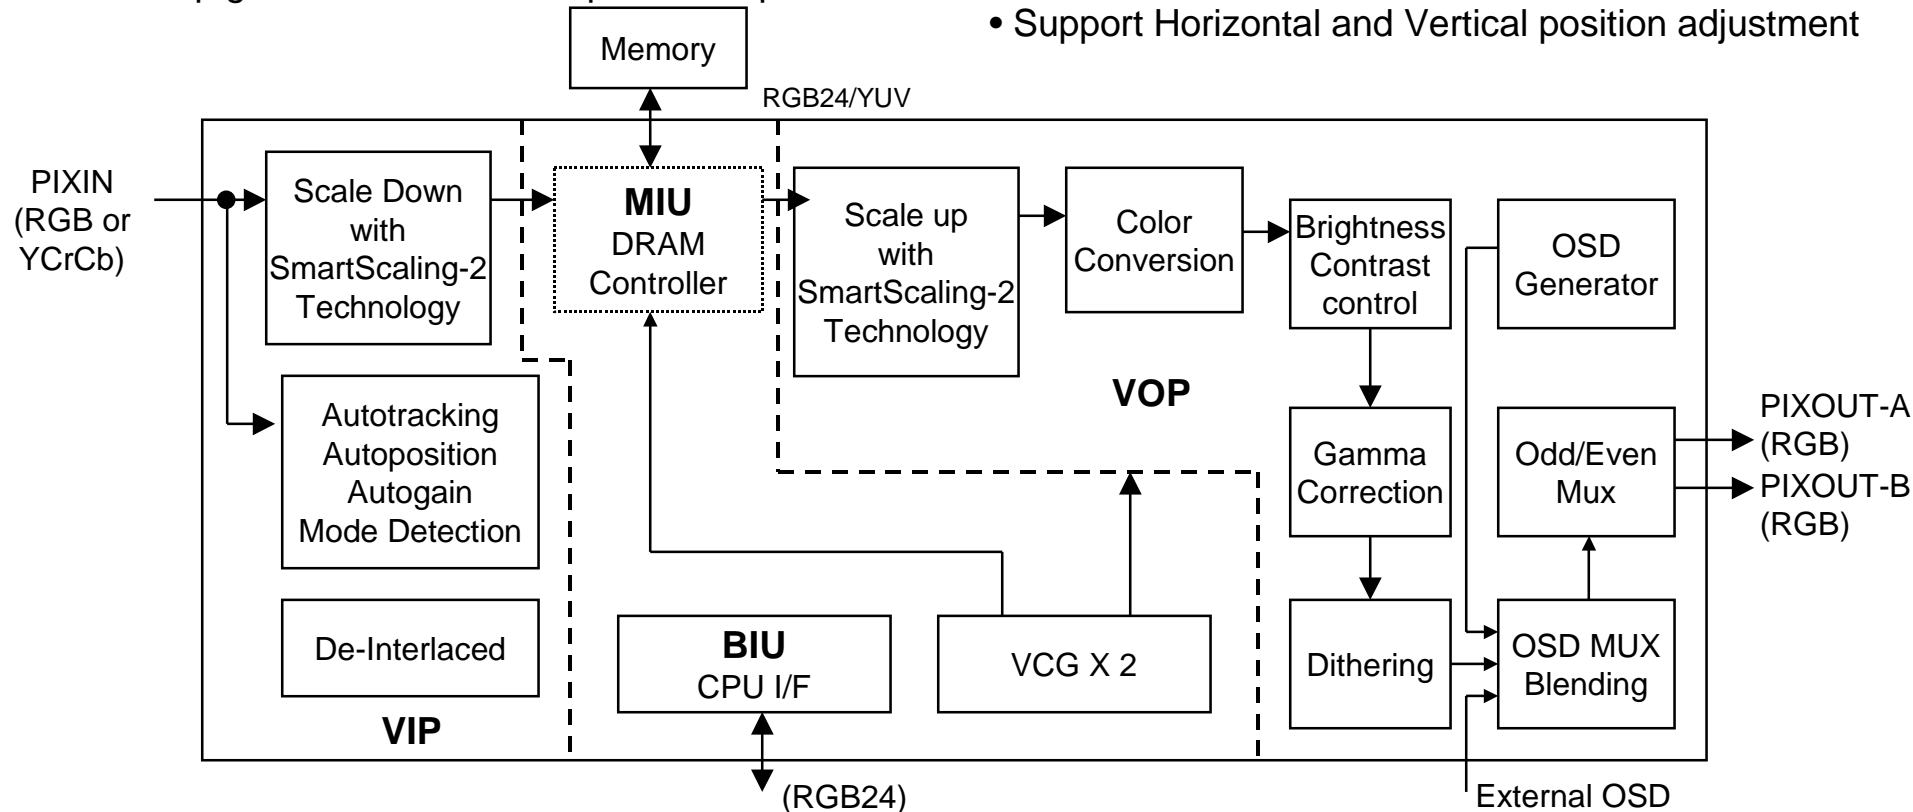 • Support Horizontal and Vertical position adjustment
Memory
RGB24/YUV
PIXIN
(RGB or
YCrCb)
Scale Down
with
SmartScaling-2
Technology
MIU
DRAM
Controller
Scale up
with
SmartScaling-2
Technology
Color
Conversion
Brightness
Contrast
control
OSD
Generator
VOP
Autotracking
Autoposition
Autogain
Mode Detection
Gamma
Correction
Odd/Even
Mux
PIXOUT-A
(RGB)
PIXOUT-B
(RGB)
De-Interlaced
VIP
BIU
CPU I/F
VCG X 2
Dithering
OSD MUX
Blending
(RGB24)
External OSD